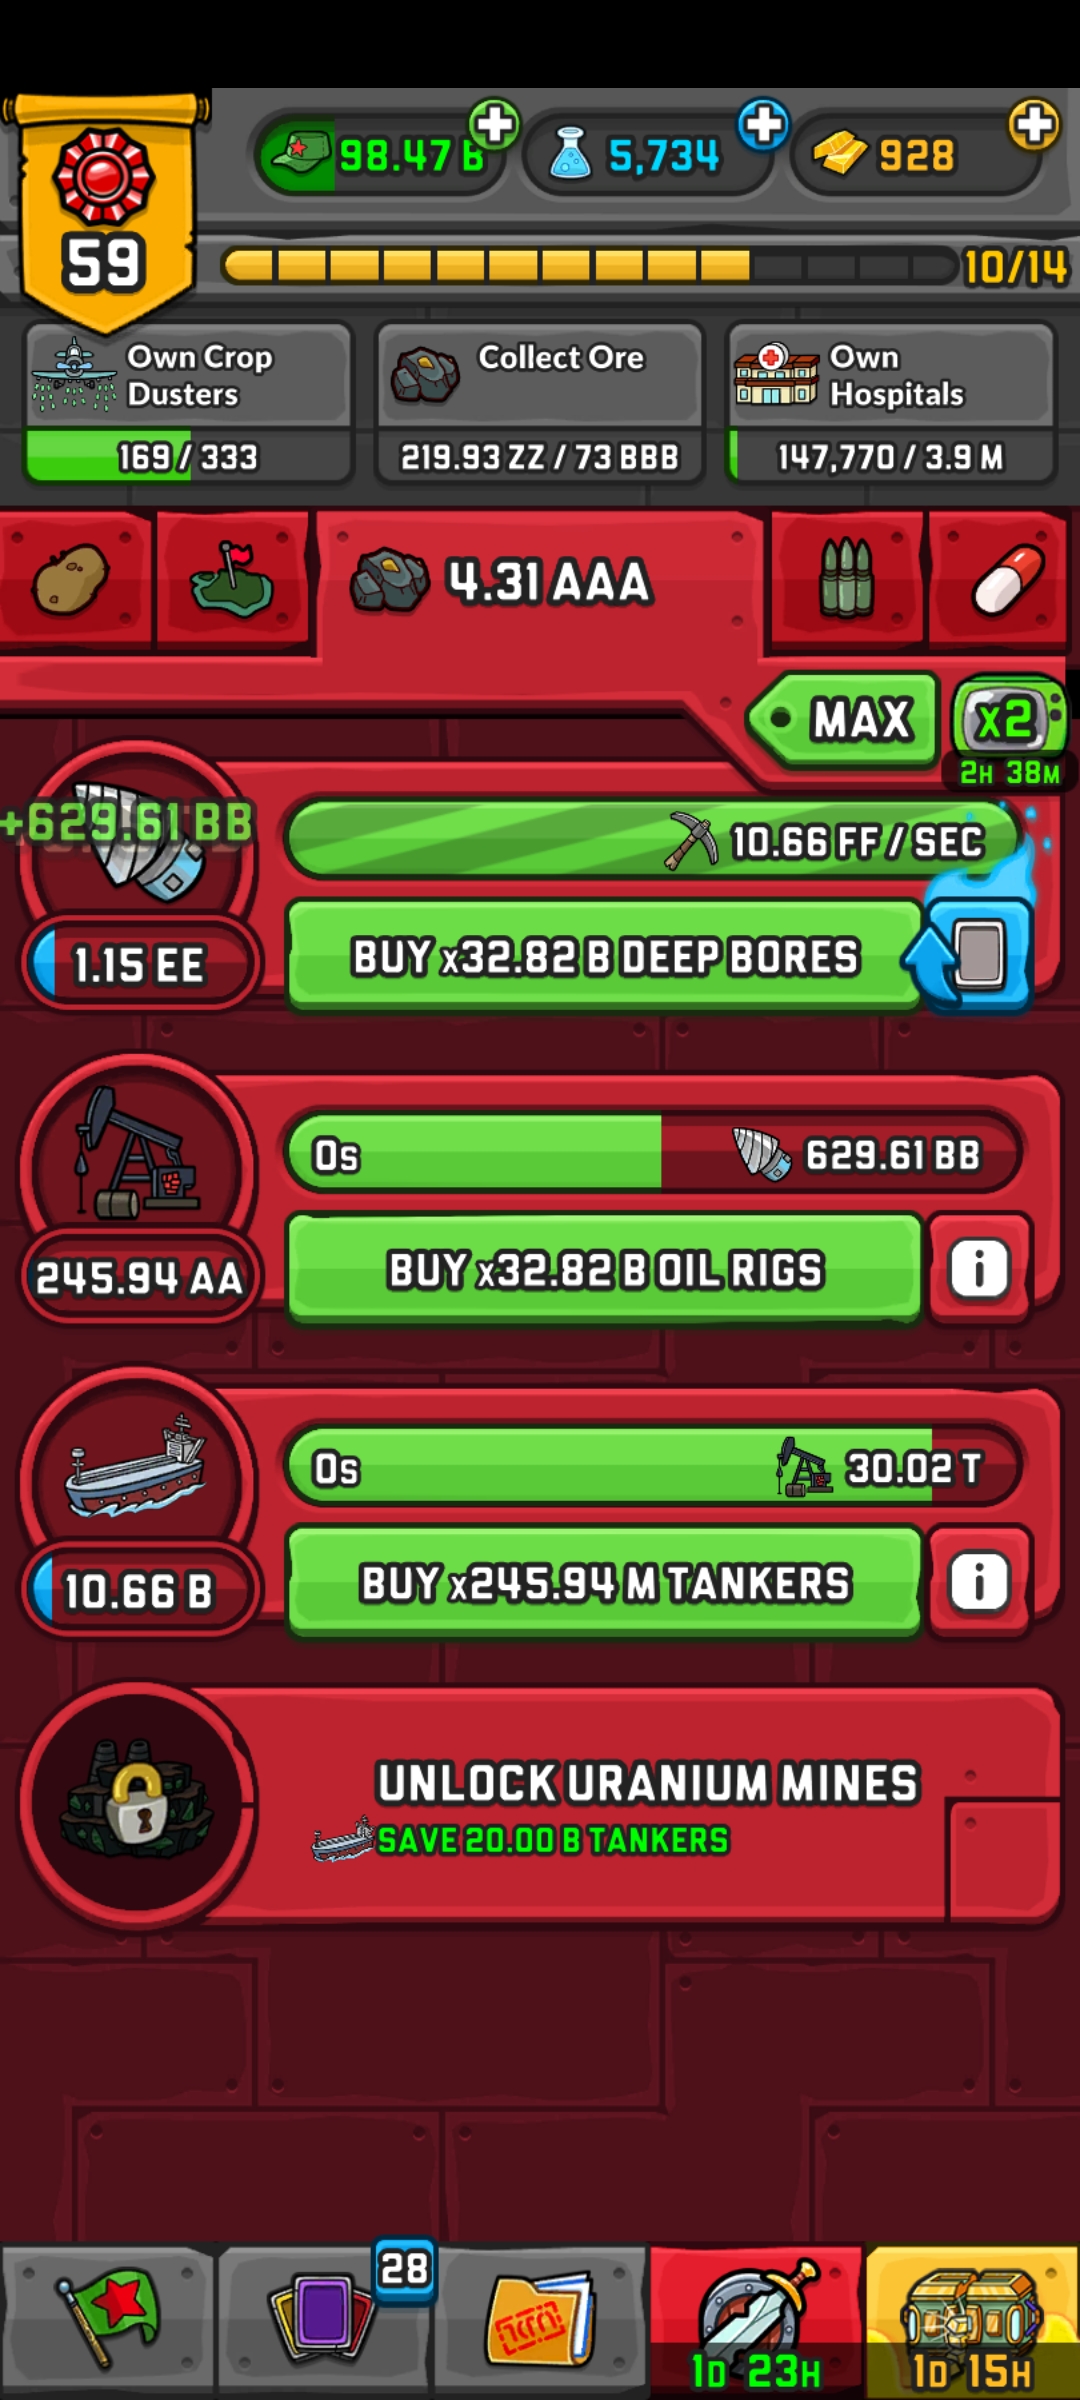 98.47 B
5,734
928
59
10/14
Own Crop
Dusters
169 / 333
Collect Ore
219.93 ZZ / 73 BBB
Own
Hospitals
147,770 / 3.9 M
4.31 AAA
MAX
x2
2H 38M
+629.61 BB
10.66 FF / SEC
1.15 EE
BUY x32.82 B DEEP BORES
0s
629.61 BB
245.94 AA
BUY x32.82 B OIL RIGS
i
0s
30.02 T
10.66 B
BUY x245.94 M TANKERS
i
UNLOCK URANIUM MINES
SAVE 20.00 B TANKERS
28
1D 23H
1D 15H